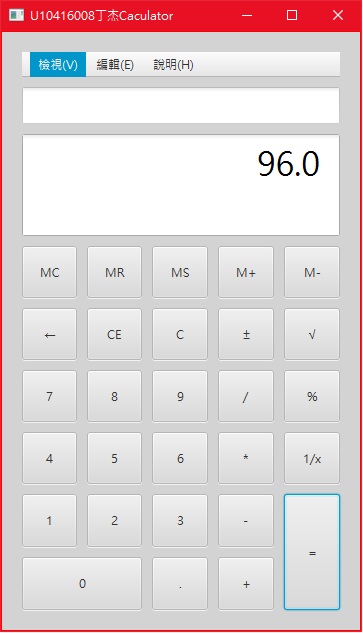 U10416008丁杰Caculator
檢視(V) 編輯(E) 說明(H)
96.0
MC MR MS M+ M-
← CE C ± √
7 8 9 / %
4 5 6 * 1/x
1 2 3 - =
0 . +